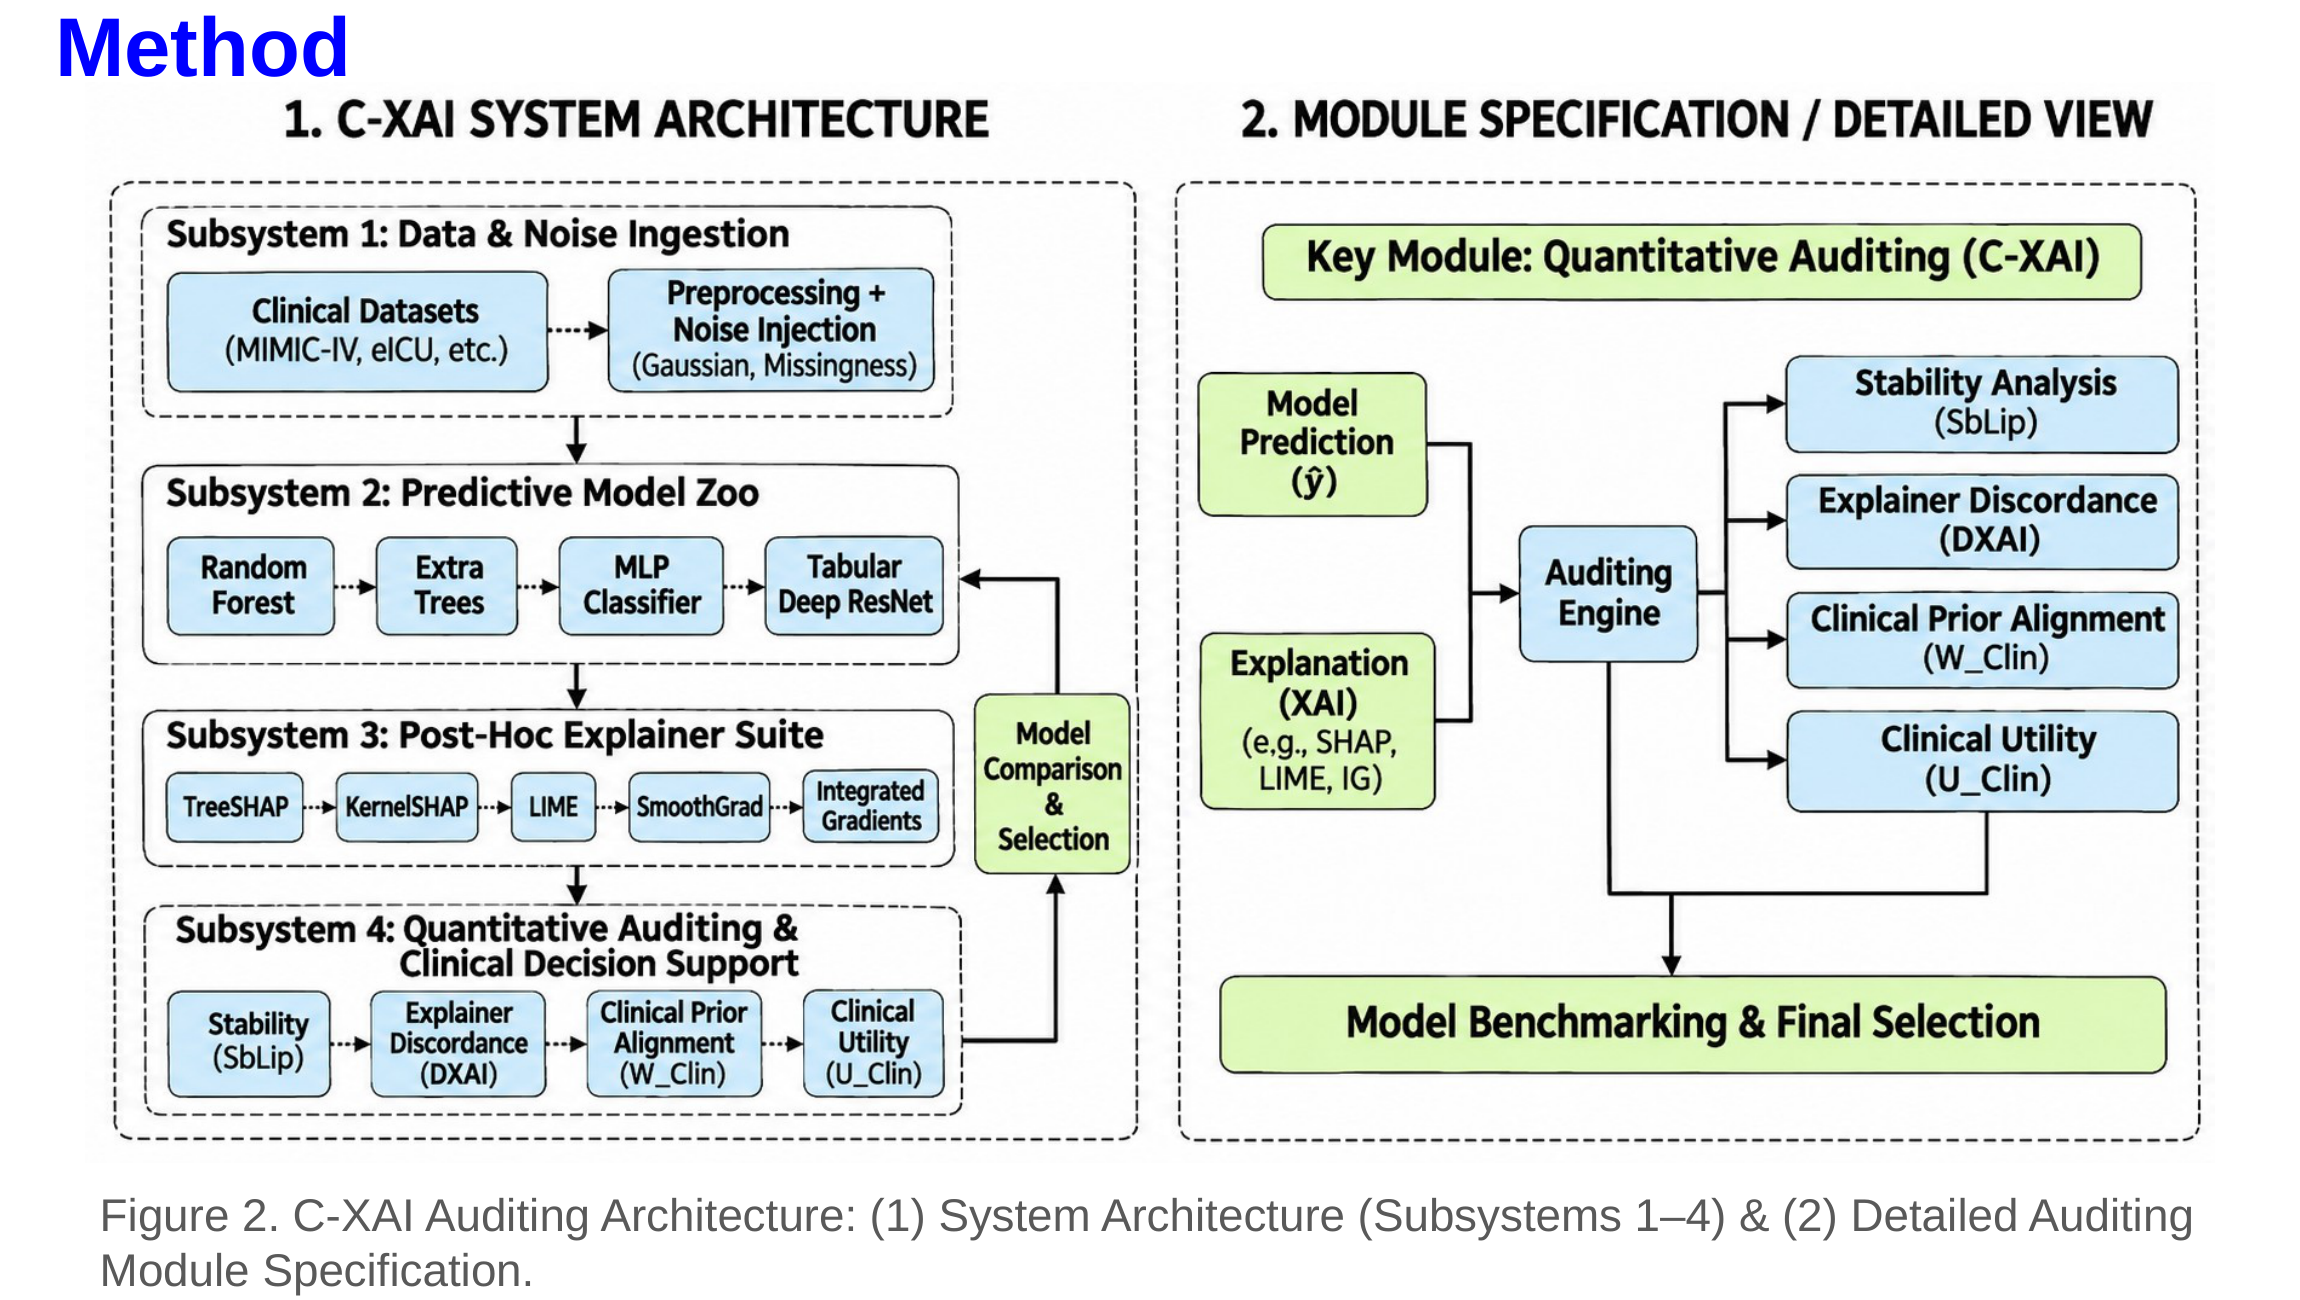 Method
1. C-XAI SYSTEM ARCHITECTURE
Subsystem 1: Data & Noise Ingestion
Clinical Datasets
(MIMIC-IV, eICU, etc.)
Preprocessing +
Noise Injection
(Gaussian, Missingness)
Subsystem 2: Predictive Model Zoo
Random
Forest
Extra
Trees
MLP
Classifier
Tabular
Deep ResNet
Subsystem 3: Post-Hoc Explainer Suite
TreeSHAP
KernelSHAP
LIME
SmoothGrad
Integrated
Gradients
Model
Comparison
&
Selection
Subsystem 4: Quantitative Auditing &
Clinical Decision Support
Stability
(SbLip)
Explainer
Discordance
(DXAI)
Clinical Prior
Alignment
(W_Clin)
Clinical
Utility
(U_Clin)
2. MODULE SPECIFICATION / DETAILED VIEW
Key Module: Quantitative Auditing (C-XAI)
Model
Prediction
(ŷ)
Explanation
(XAI)
(e,g., SHAP,
LIME, IG)
Auditing
Engine
Stability Analysis
(SbLip)
Explainer Discordance
(DXAI)
Clinical Prior Alignment
(W_Clin)
Clinical Utility
(U_Clin)
Model Benchmarking & Final Selection
Figure 2. C-XAI Auditing Architecture: (1) System Architecture (Subsystems 1–4) & (2) Detailed Auditing
Module Specification.